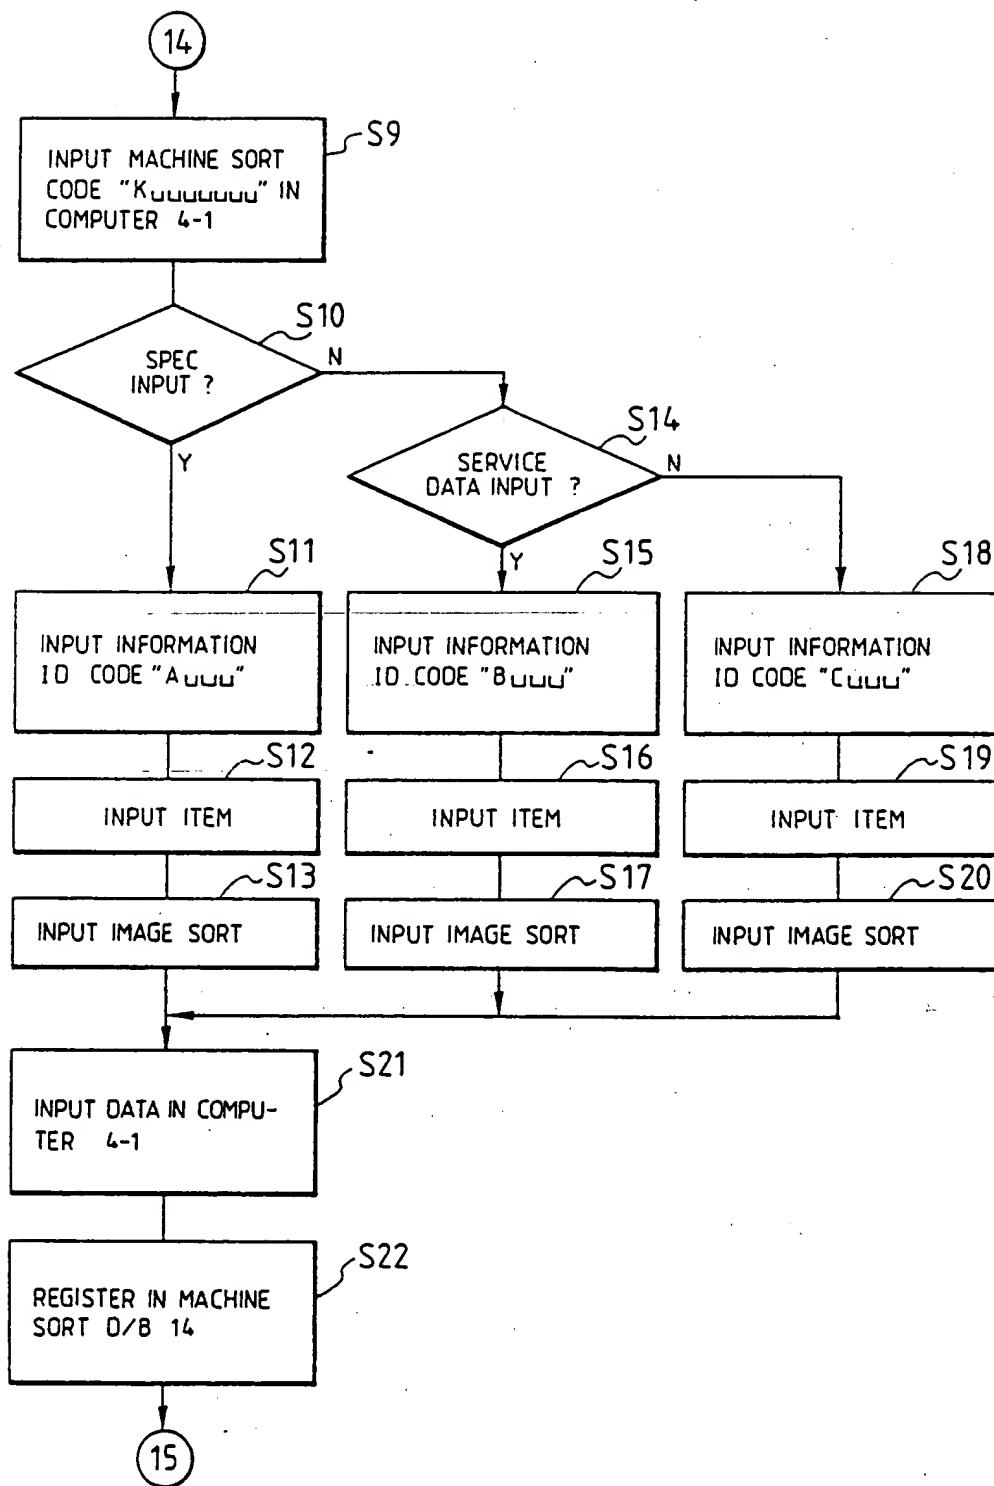 14
S9
INPUT MACHINE SORT
CODE "K␣␣␣␣␣␣␣" IN
COMPUTER 4-1
S10
SPEC
INPUT ?
N
Y
S14
SERVICE
DATA INPUT ?
N
Y
S11
INPUT INFORMATION
ID CODE "A␣␣␣"
S15
INPUT INFORMATION
ID CODE "B␣␣␣"
S18
INPUT INFORMATION
ID CODE "C␣␣␣"
S12
INPUT ITEM
S16
INPUT ITEM
S19
INPUT ITEM
S13
INPUT IMAGE SORT
S17
INPUT IMAGE SORT
S20
INPUT IMAGE SORT
S21
INPUT DATA IN COMPU-
TER 4-1
S22
REGISTER IN MACHINE
SORT D/B 14
15